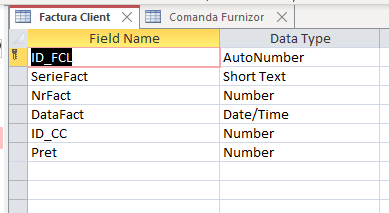 Factura Client Comanda Furnizor
Field Name Data Type
ID_FCL AutoNumber
SerieFact Short Text
NrFact Number
DataFact Date/Time
ID_CC Number
Pret Number